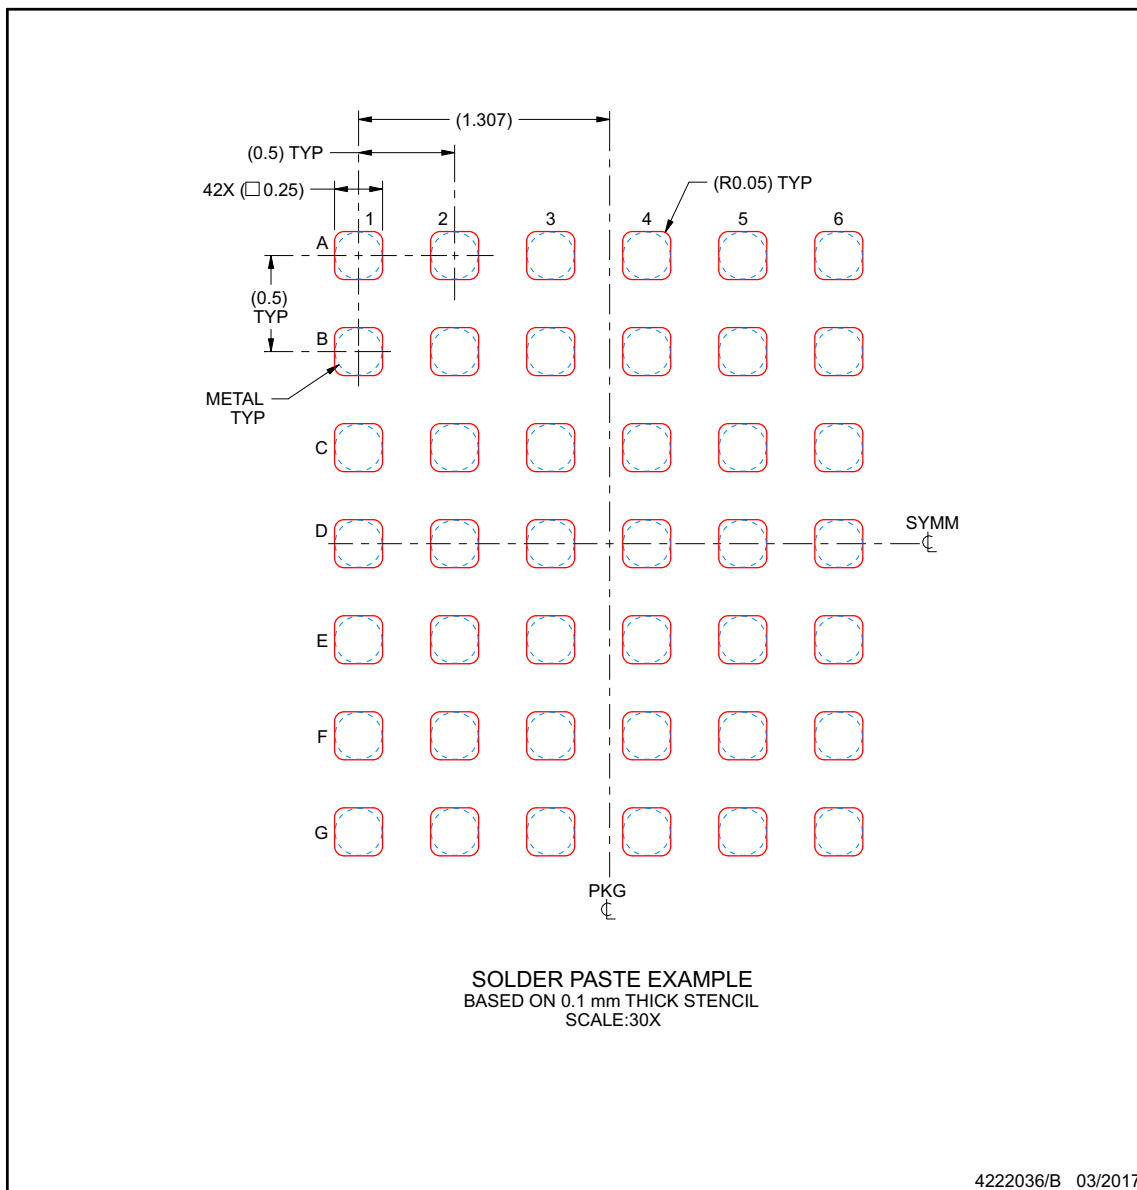 (1.307)
(0.5) TYP
42X (□0.25)
(R0.05) TYP
1 2 3 4 5 6
A
(0.5)
TYP
B
METAL
TYP
C
D
SYMM
℄
E
F
G
PKG
℄
SOLDER PASTE EXAMPLE
BASED ON 0.1 mm THICK STENCIL
SCALE:30X
4222036/B 03/2017